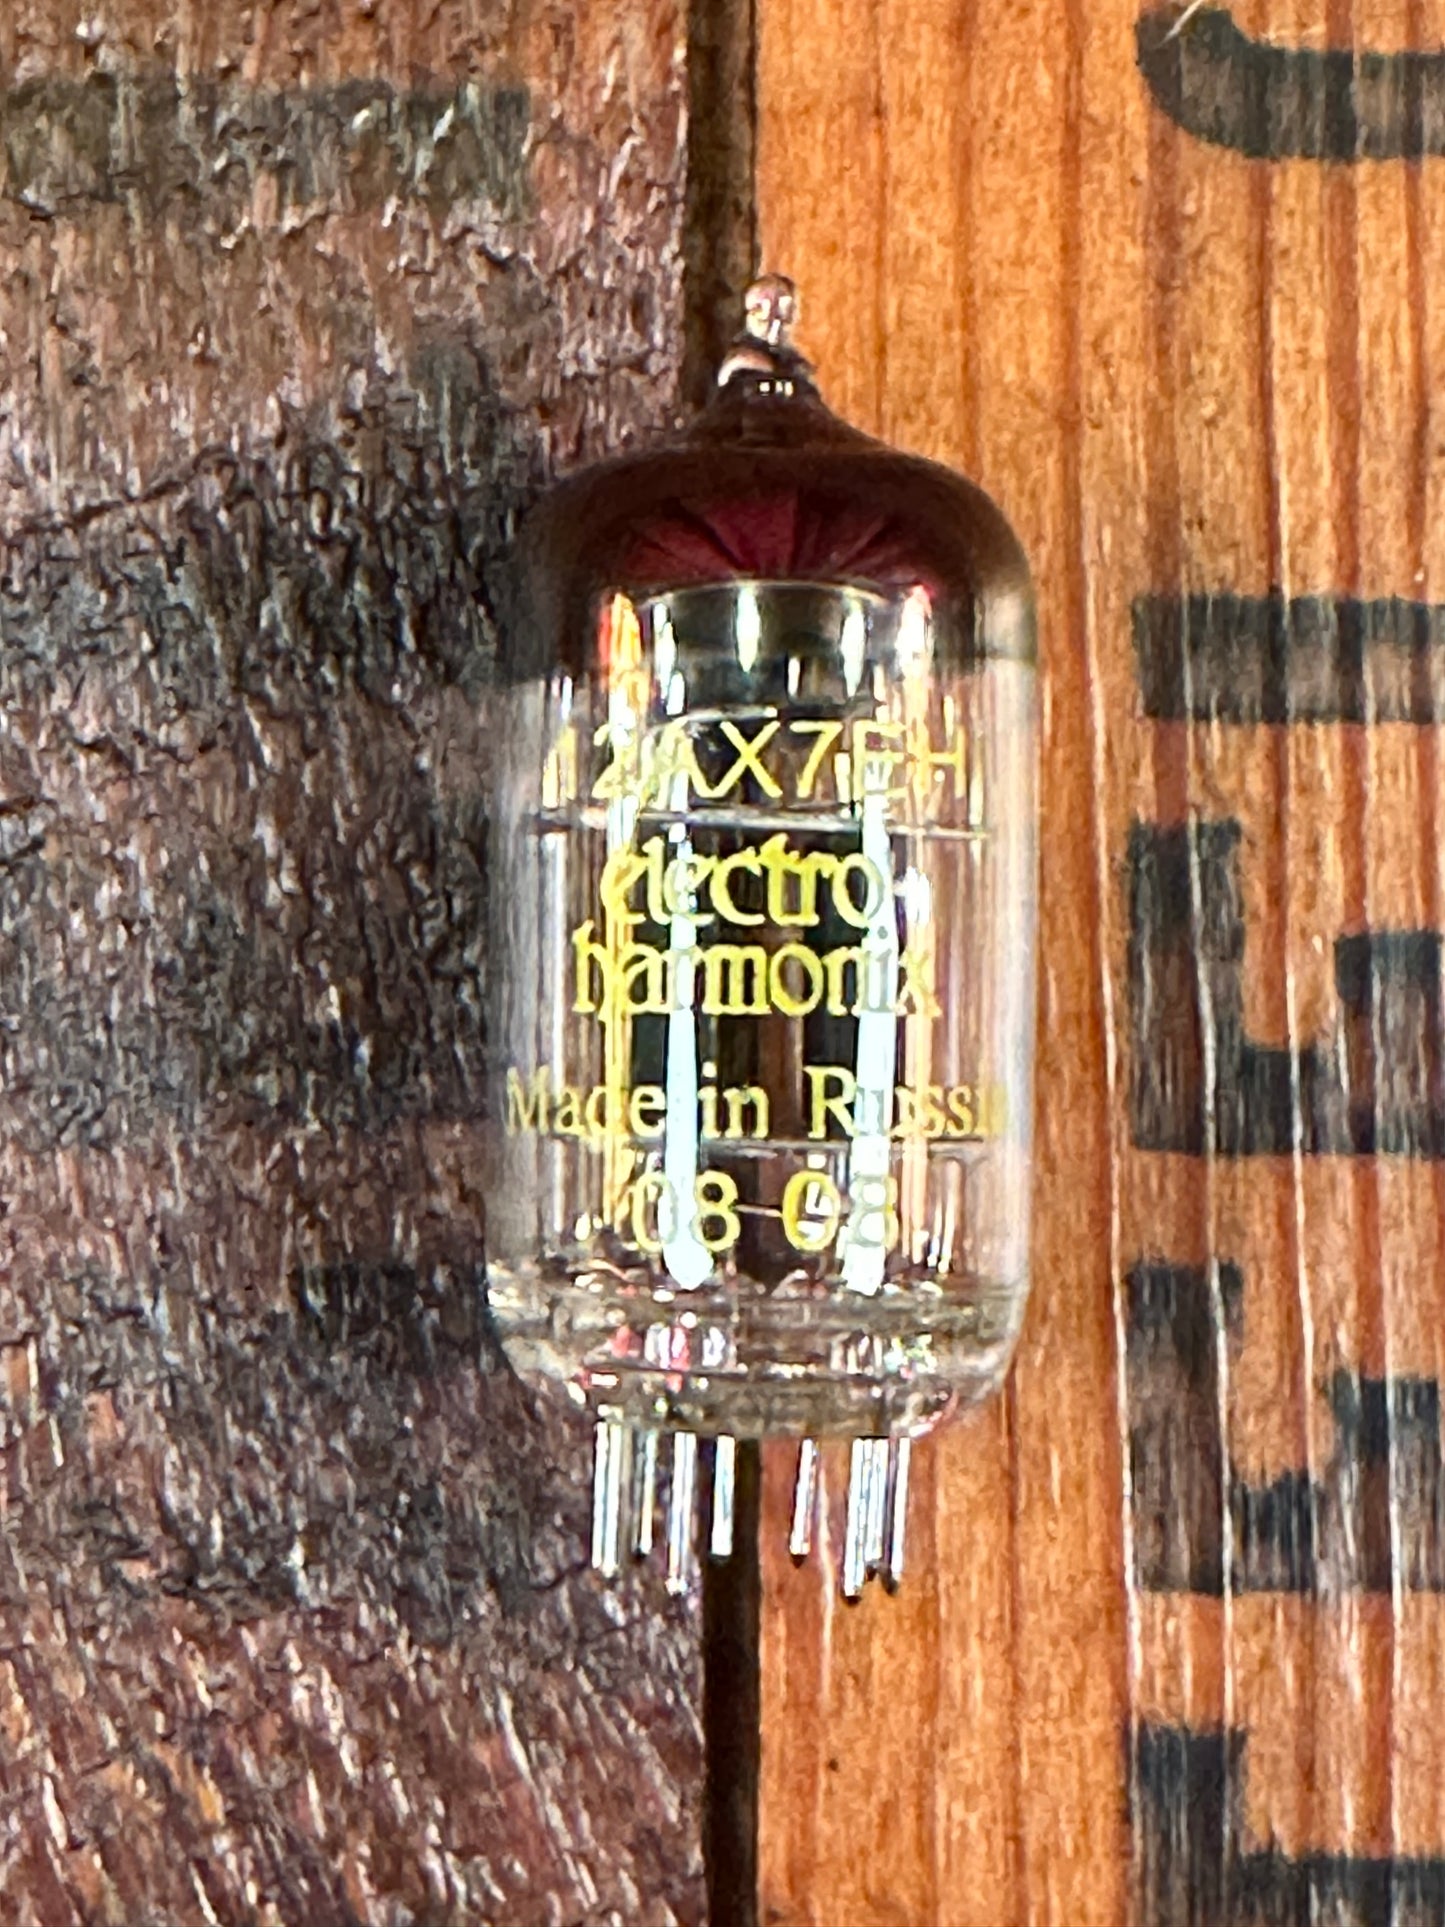 12AX7EH
electro-
harmonix
Made in Russia
08 08